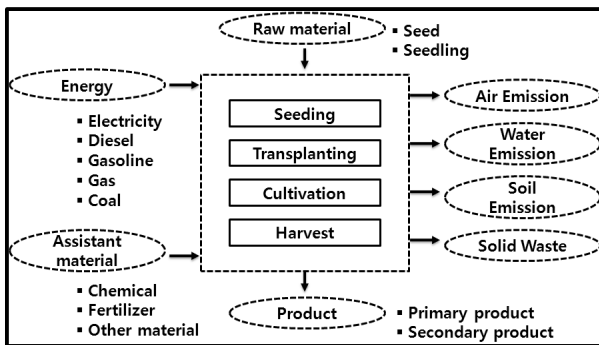 Raw material
▪ Seed
▪ Seedling
Energy
▪ Electricity
▪ Diesel
▪ Gasoline
▪ Gas
▪ Coal
Assistant
material
▪ Chemical
▪ Fertilizer
▪ Other material
Seeding
Transplanting
Cultivation
Harvest
Air Emission
Water
Emission
Soil
Emission
Solid Waste
Product
▪ Primary product
▪ Secondary product